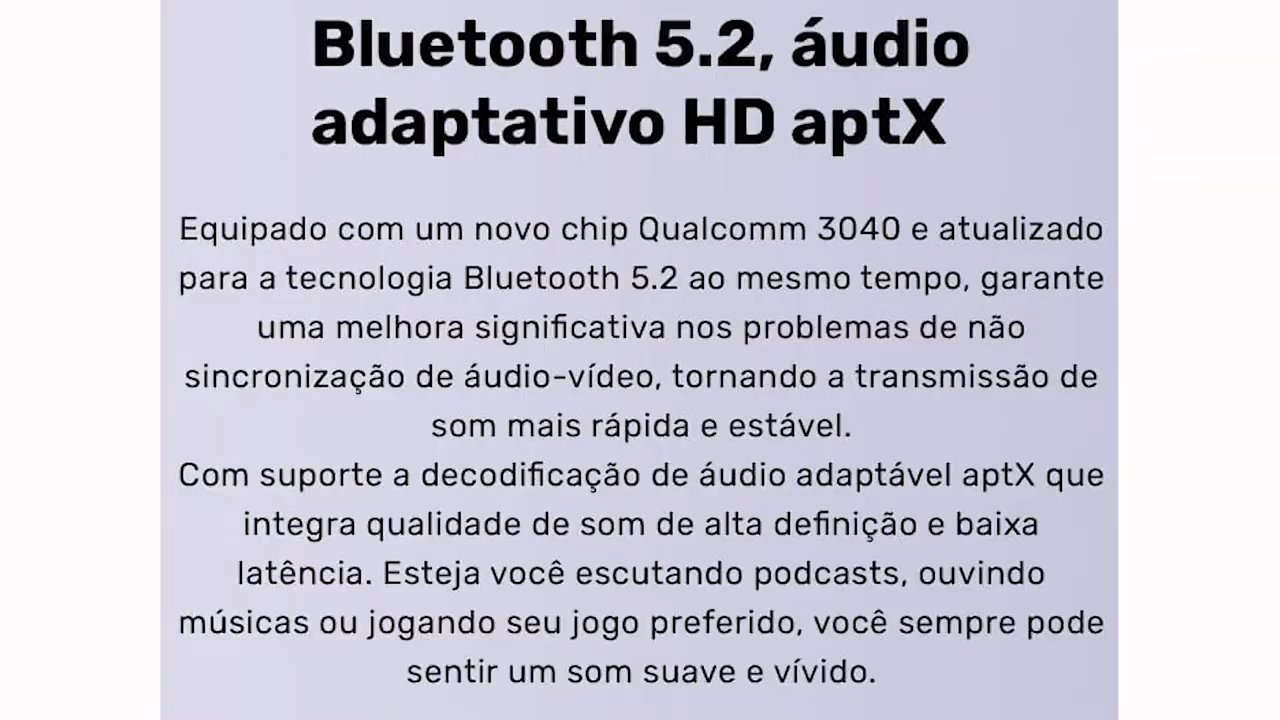 Bluetooth 5.2, áudio
adaptativo HD aptX
Equipado com um novo chip Qualcomm 3040 e atualizado
para a tecnologia Bluetooth 5.2 ao mesmo tempo, garante
uma melhora significativa nos problemas de não
sincronização de áudio-vídeo, tornando a transmissão de
som mais rápida e estável.
Com suporte a decodificação de áudio adaptável aptX que
integra qualidade de som de alta definição e baixa
latência. Esteja você escutando podcasts, ouvindo
músicas ou jogando seu jogo preferido, você sempre pode
sentir um som suave e vívido.